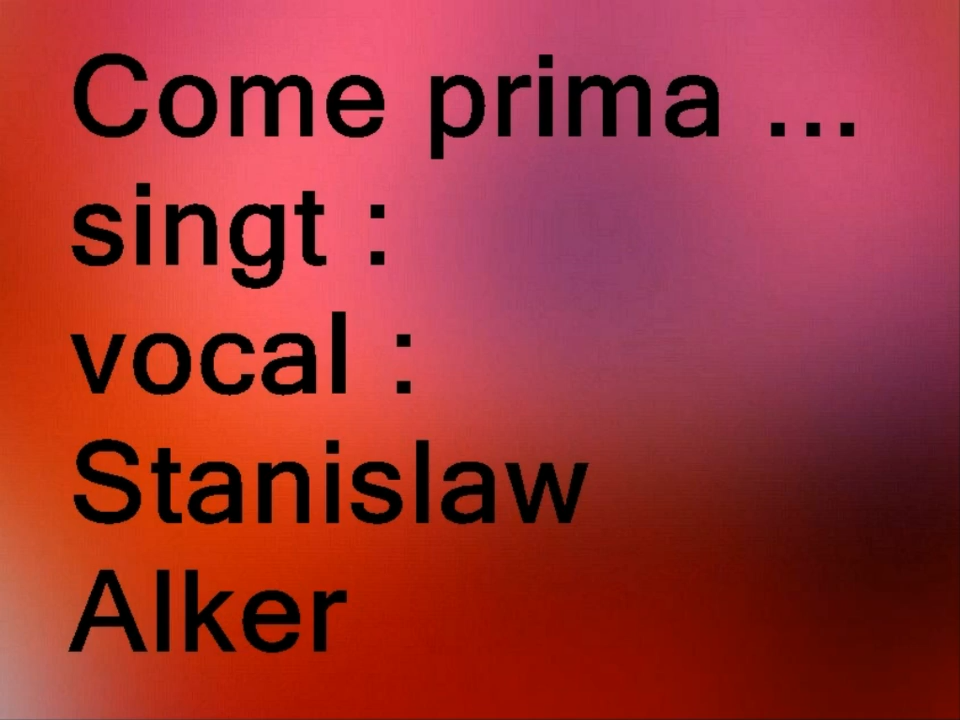 Come prima ...
singt :
vocal :
Stanislaw
Alker